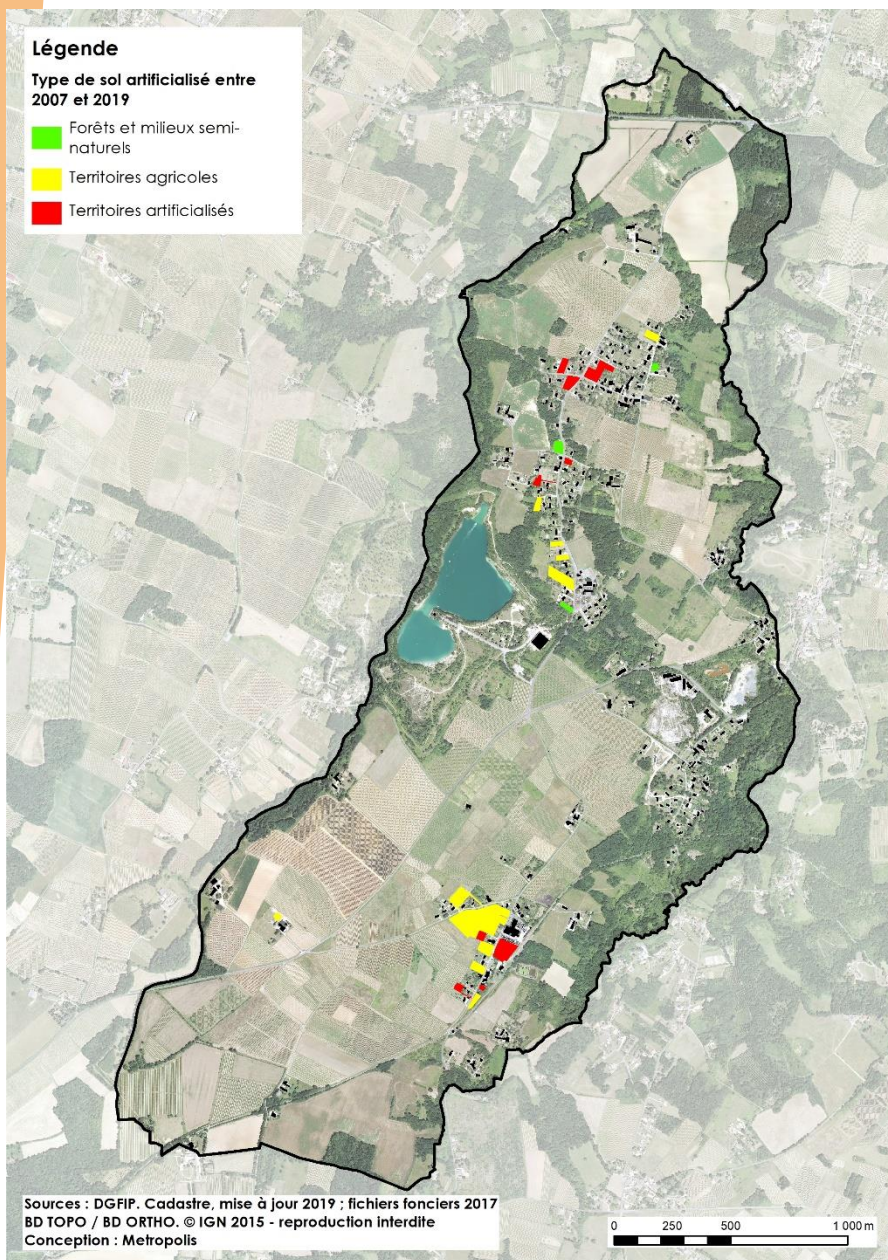 Légende
Type de sol artificialisé entre
2007 et 2019
Forêts et milieux semi-
naturels
Territoires agricoles
Territoires artificialisés
Sources : DGFIP. Cadastre, mise à jour 2019 ; fichiers fonciers 2017
BD TOPO / BD ORTHO. © IGN 2015 - reproduction interdite
Conception : Metropolis
0 250 500 1 000 m